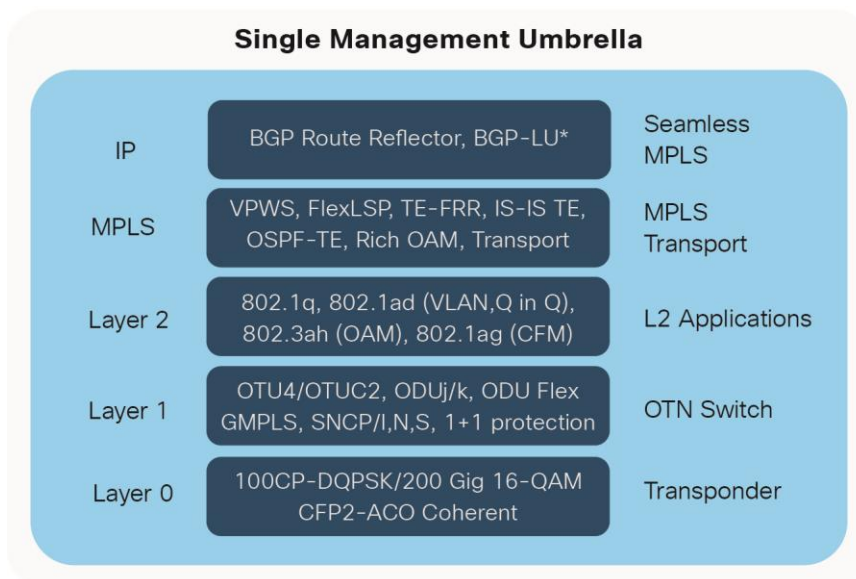 Single Management Umbrella
IP
BGP Route Reflector, BGP-LU*
Seamless
MPLS
MPLS
VPWS, FlexLSP, TE-FRR, IS-IS TE,
OSPF-TE, Rich OAM, Transport
MPLS
Transport
Layer 2
802.1q, 802.1ad (VLAN,Q in Q),
802.3ah (OAM), 802.1ag (CFM)
L2 Applications
Layer 1
OTU4/OTUC2, ODUj/k, ODU Flex
GMPLS, SNCP/I,N,S, 1+1 protection
OTN Switch
Layer 0
100CP-DQPSK/200 Gig 16-QAM
CFP2-ACO Coherent
Transponder